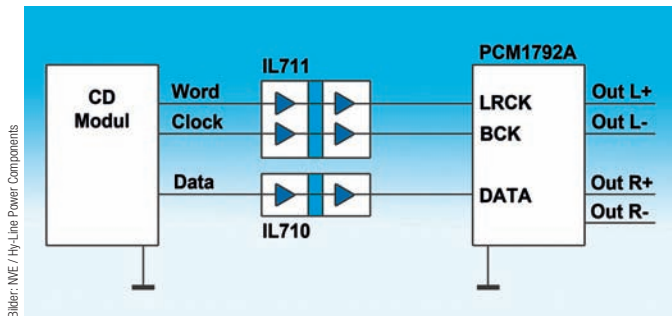 Bilder: NVE / Hy-Line Power Components
IL711
PCM1792A
CD
Modul
Word
Clock
Data
LRCK
BCK
DATA
Out L+
Out L-
Out R+
Out R-
IL710